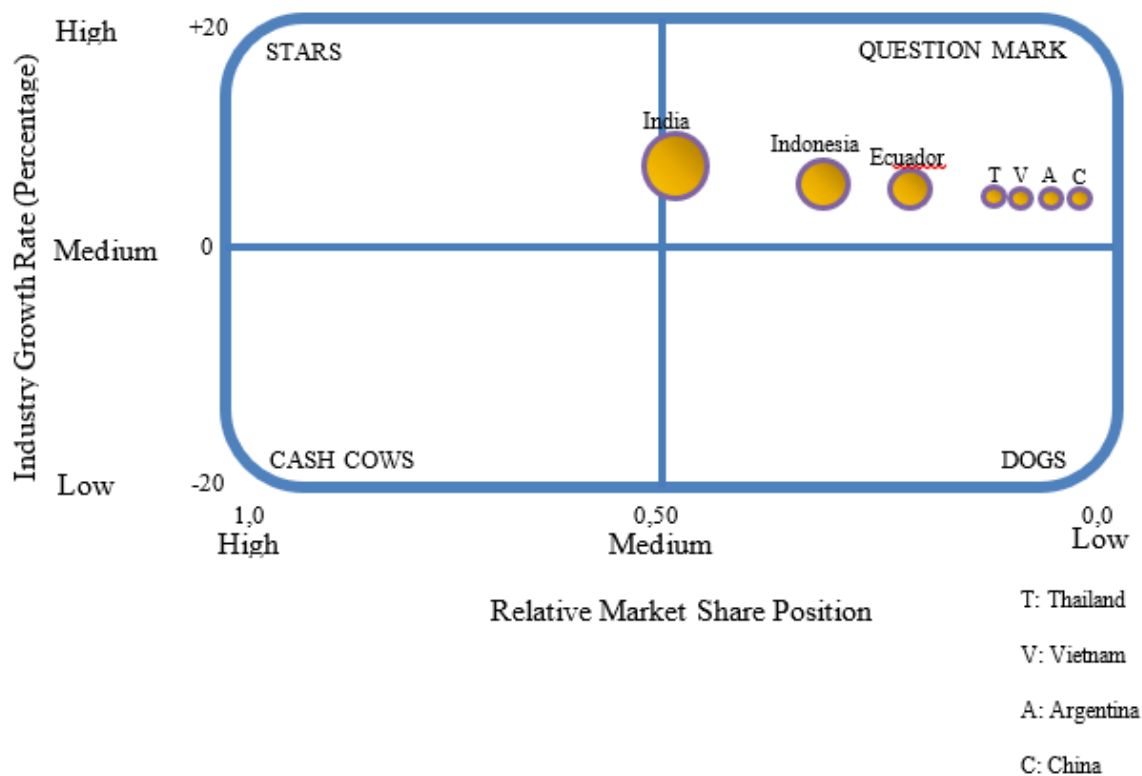 High
+20
STARS
QUESTION MARK
India
Indonesia
Ecuador
T V A C
Industry Growth Rate (Percentage)
Medium
0
CASH COWS
DOGS
Low
-20
1,0
0,50
0,0
High
Medium
Low
Relative Market Share Position
T: Thailand
V: Vietnam
A: Argentina
C: China